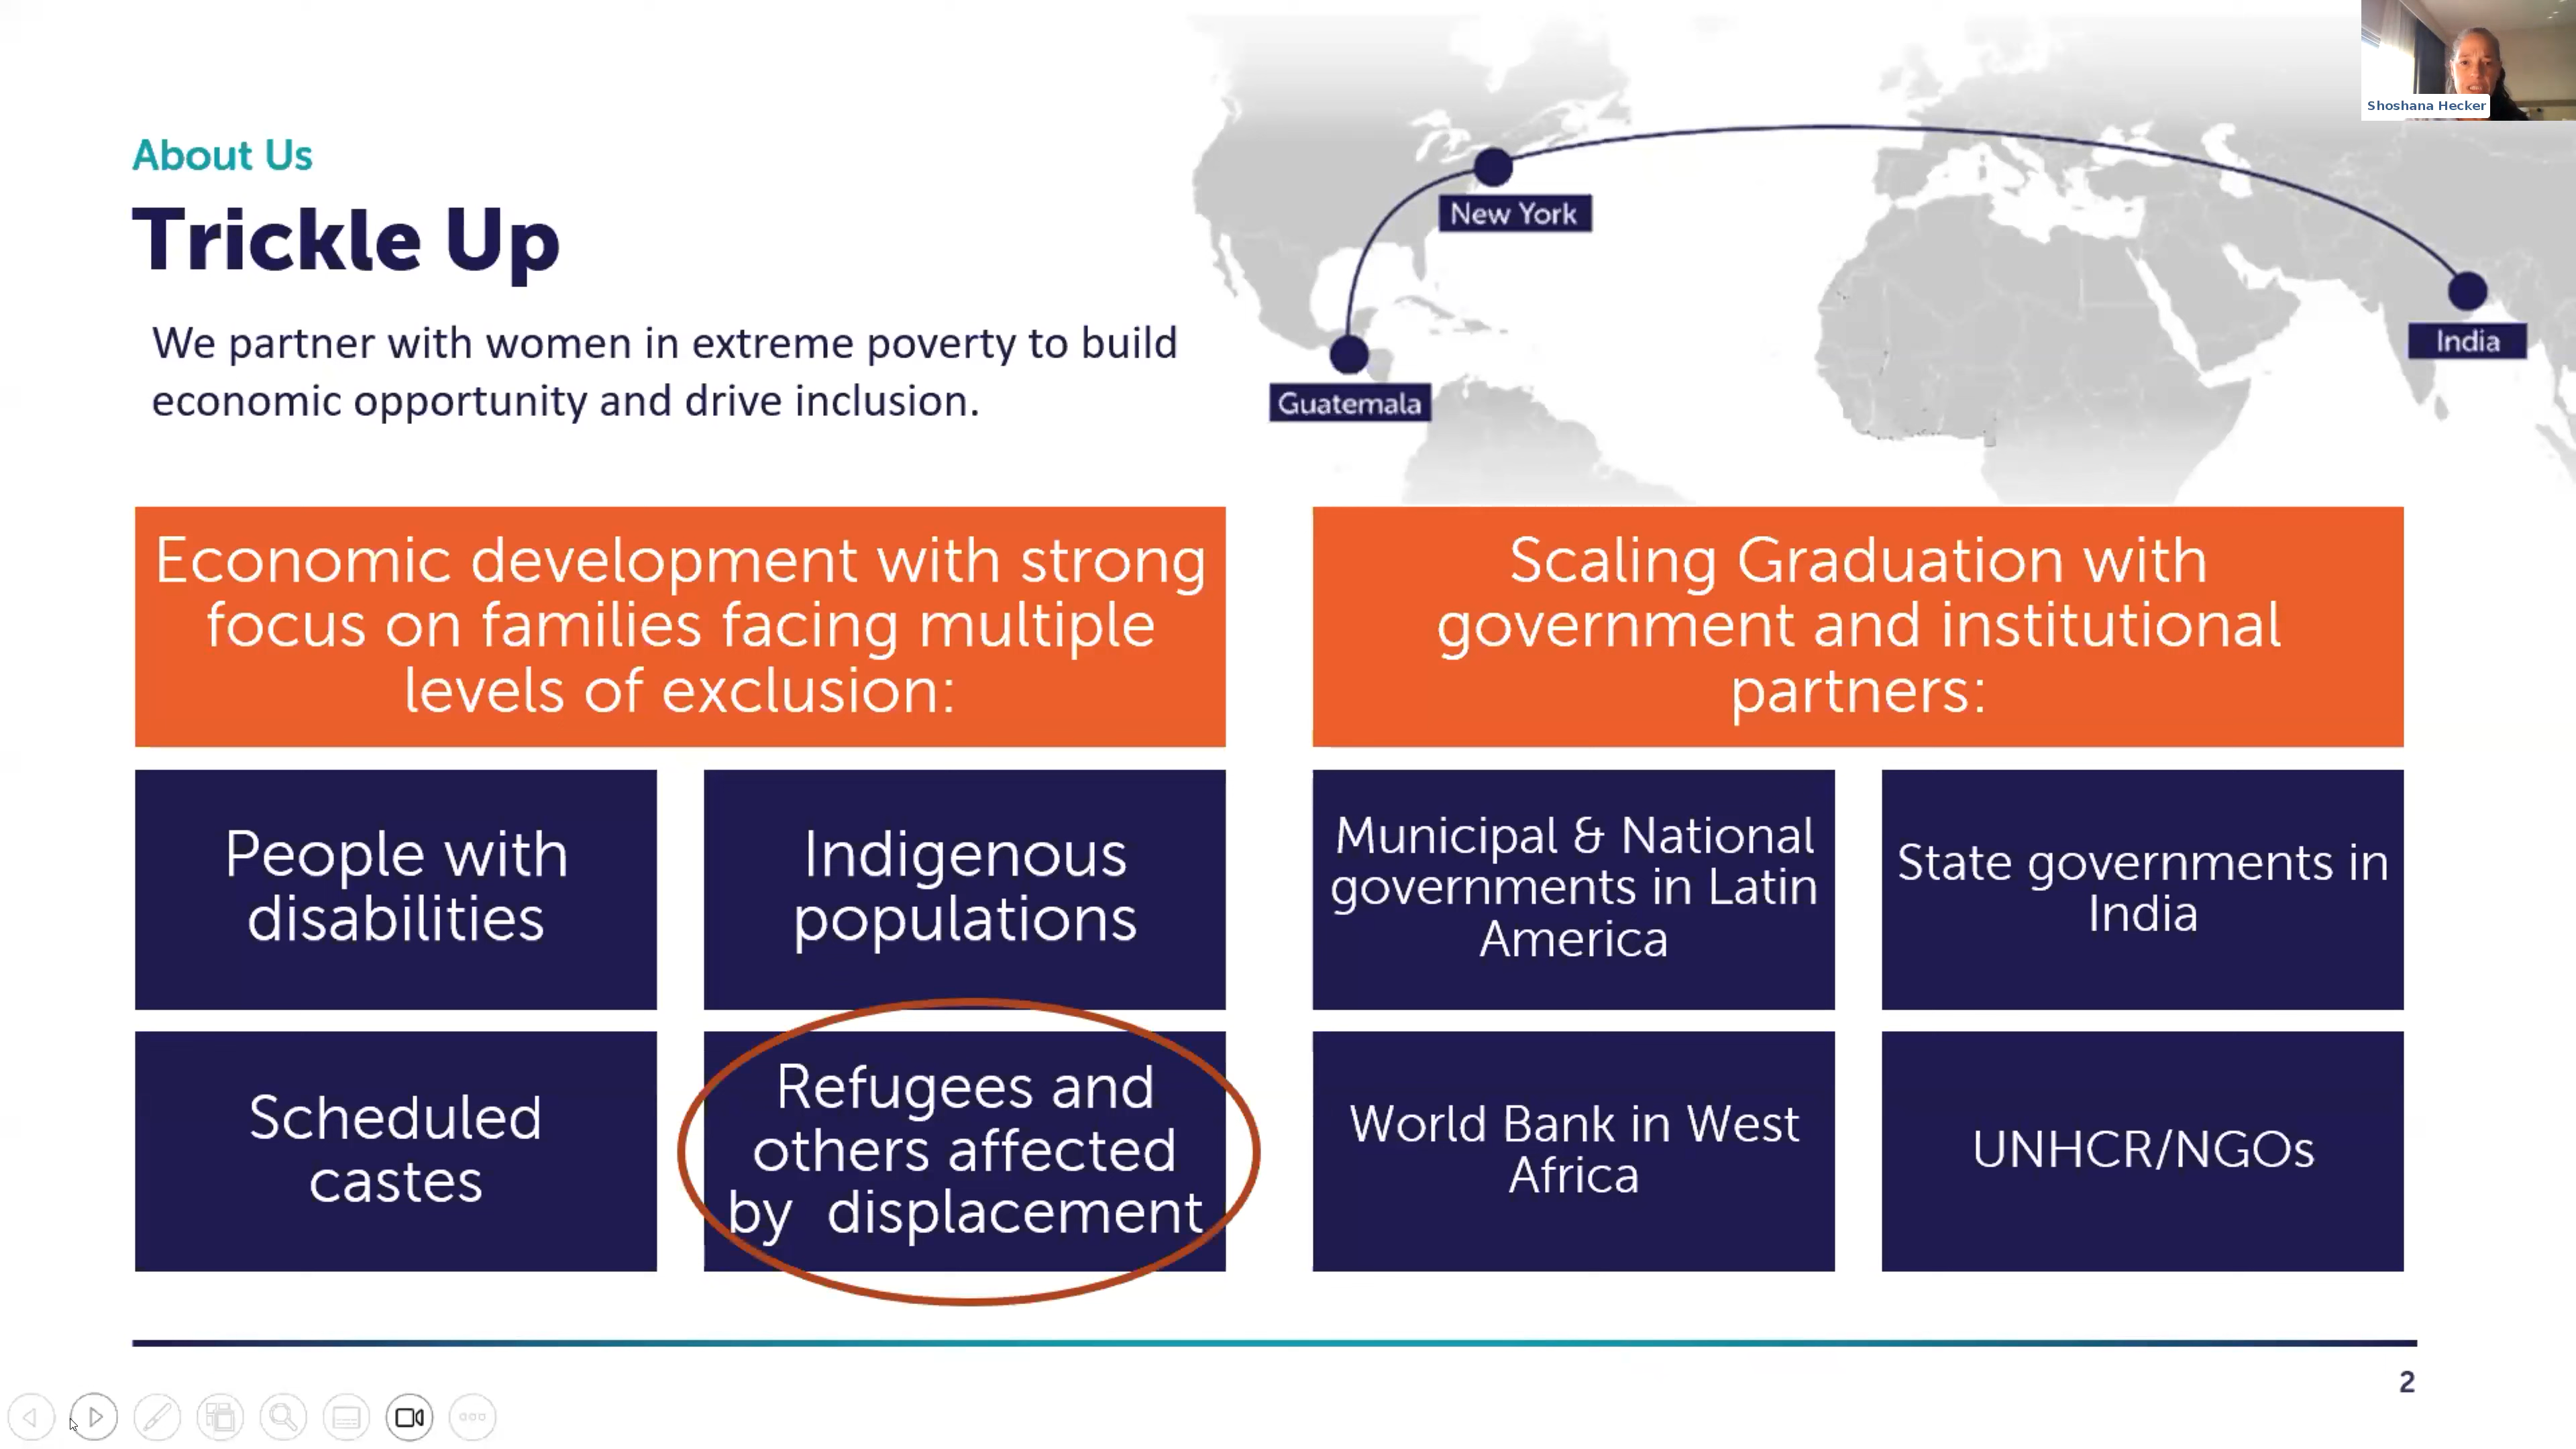 Shoshana Hecker
About Us
Trickle Up
We partner with women in extreme poverty to build
economic opportunity and drive inclusion.
New York
India
Guatemala
Economic development with strong
focus on families facing multiple
levels of exclusion:
People with
disabilities
Indigenous
populations
Scheduled
castes
Refugees and
others affected
by  displacement
Scaling Graduation with
government and institutional
partners:
Municipal & National
governments in Latin
America
State governments in
India
World Bank in West
Africa
UNHCR/NGOs
2